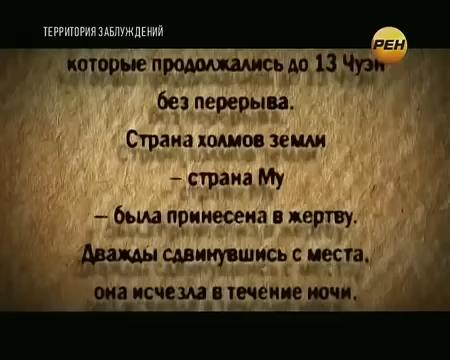 ТЕРРИТОРИЯ ЗАБЛУЖДЕНИЙ
РЕН
которые продолжались до 13 Чуэн
без перерыва.
Страна холмов земли
– страна Му
– была принесена в жертву.
Дважды сдвинувшись с места,
она исчезла в течение ночи,